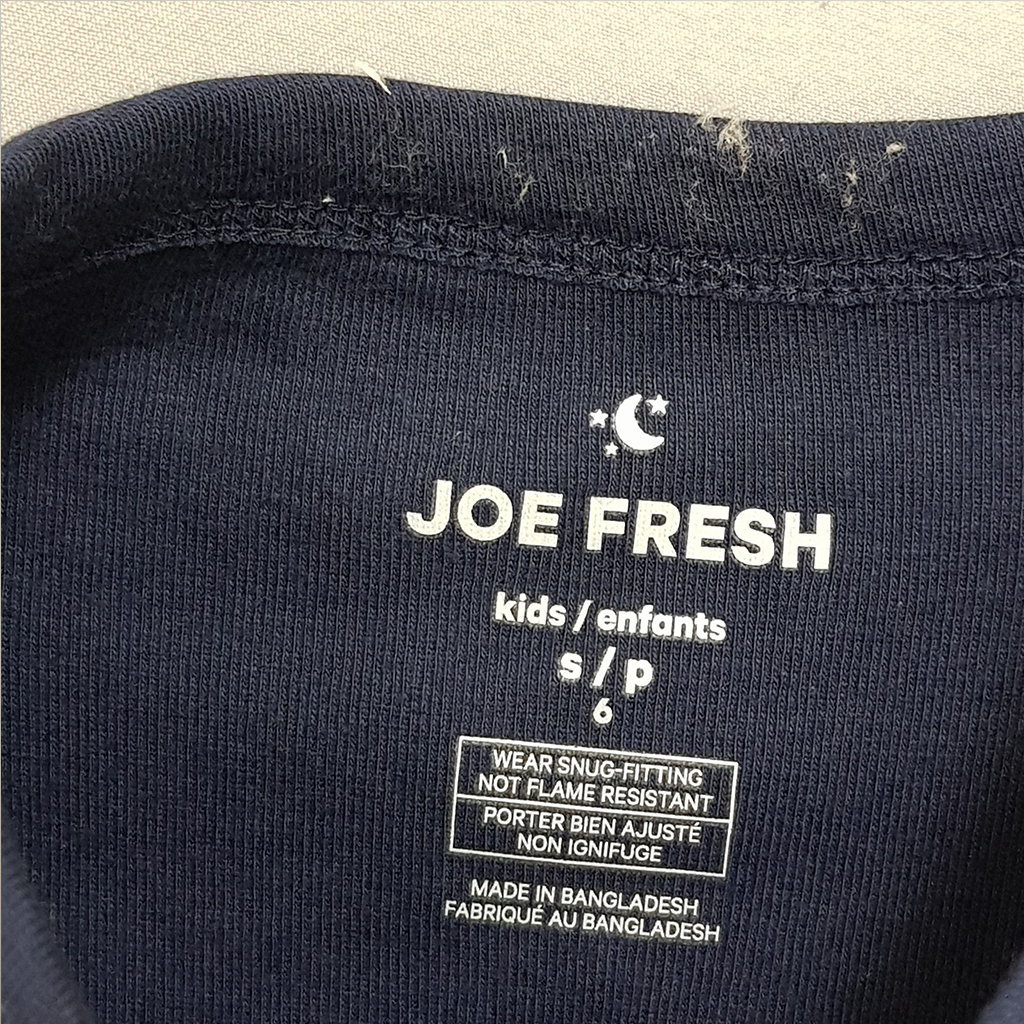 JOE FRESH
kids / enfants
s / p
6
WEAR SNUG-FITTING
NOT FLAME RESISTANT
PORTER BIEN AJUSTÉ
NON IGNIFUGE
MADE IN BANGLADESH
FABRIQUÉ AU BANGLADESH